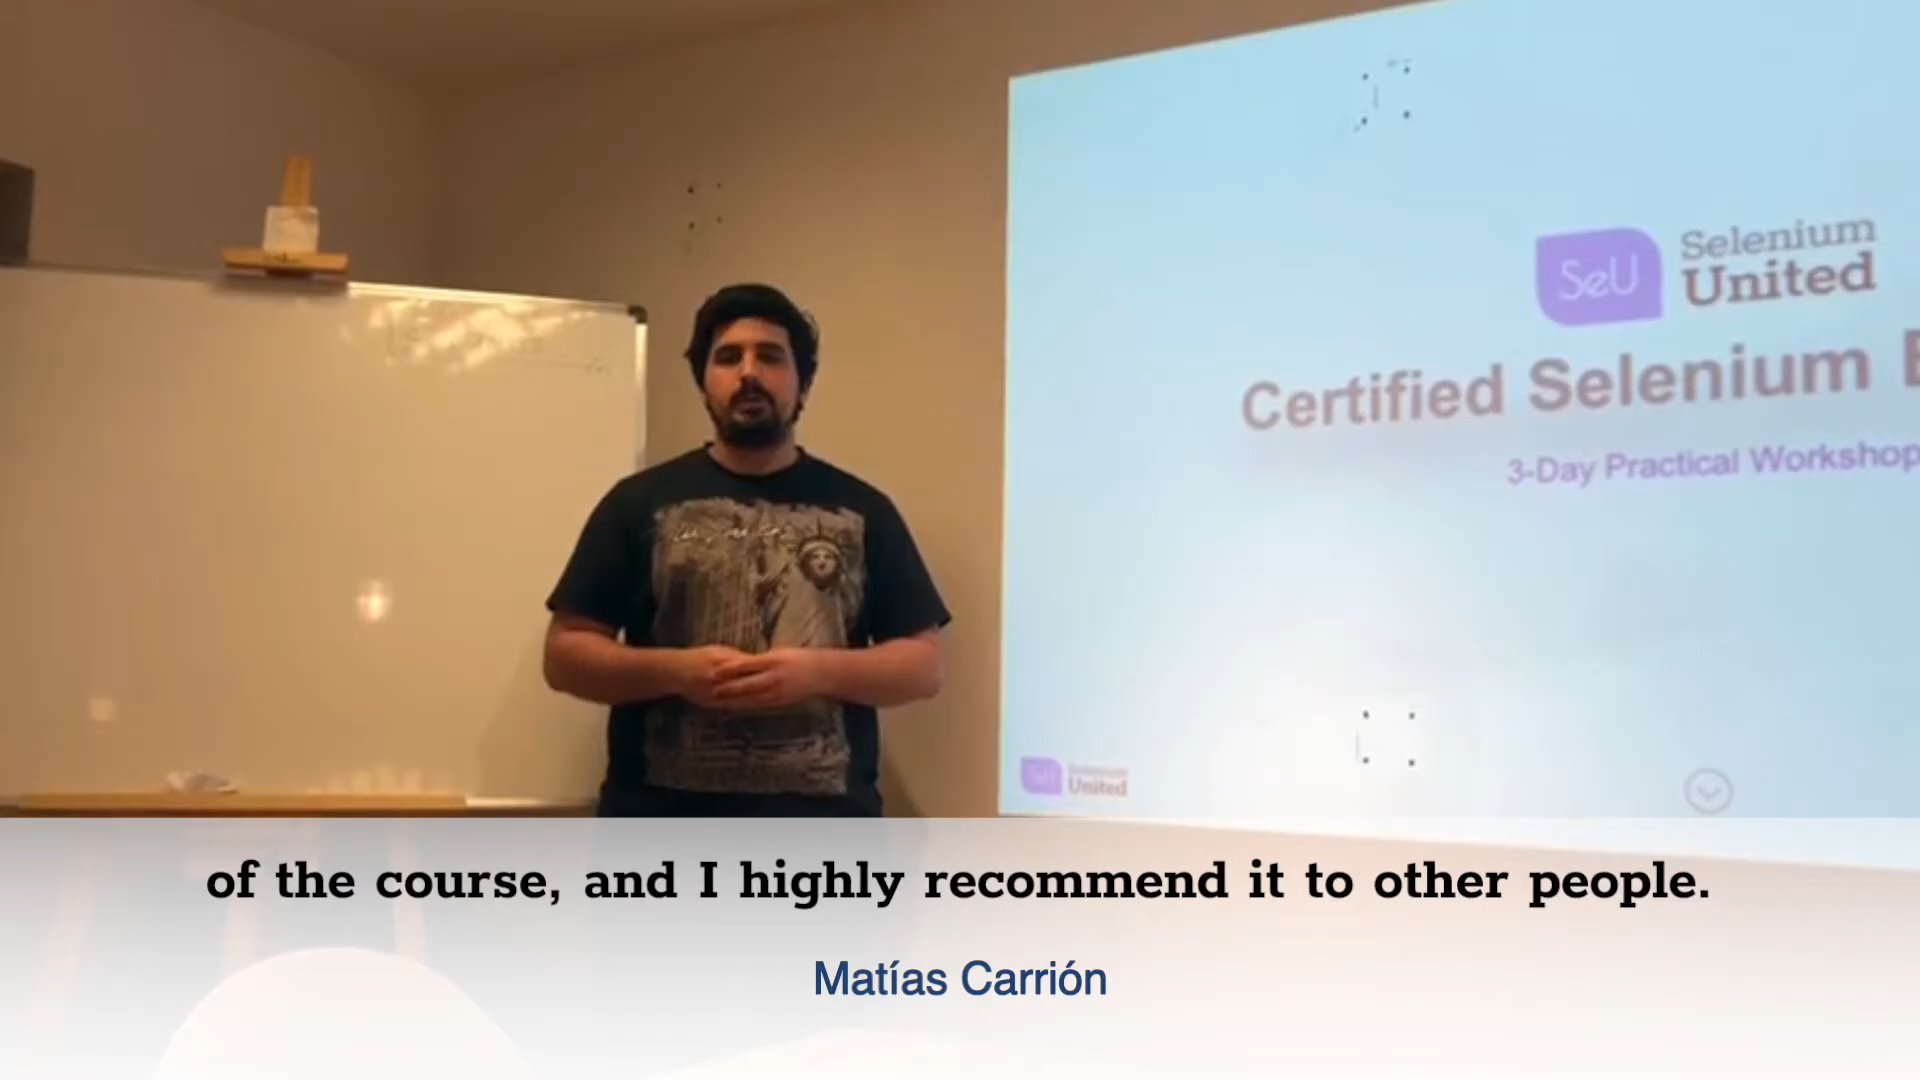 SeU
Selenium
United
Certified Selenium
3-Day Practical Workshop
Selenium
United
of the course, and I highly recommend it to other people.
Matías Carrión